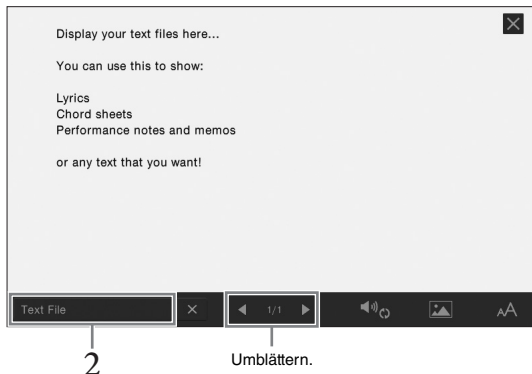 Display your text files here...
You can use this to show:
Lyrics
Chord sheets
Performance notes and memos
or any text that you want!
Text File
1/1
AA
2
Umblättern.